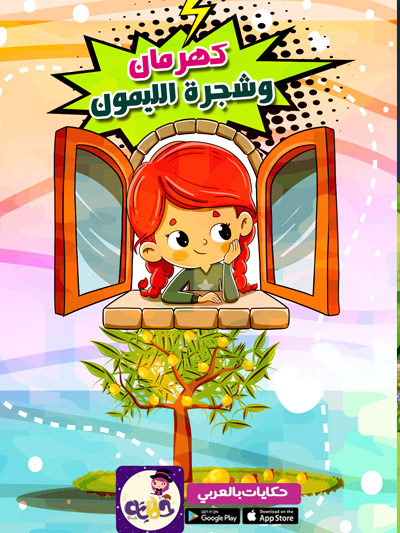 كهرمان
وشجرة الليمون
حكايات بالعربي
GET IT ON
Google Play
Download on the
App Store